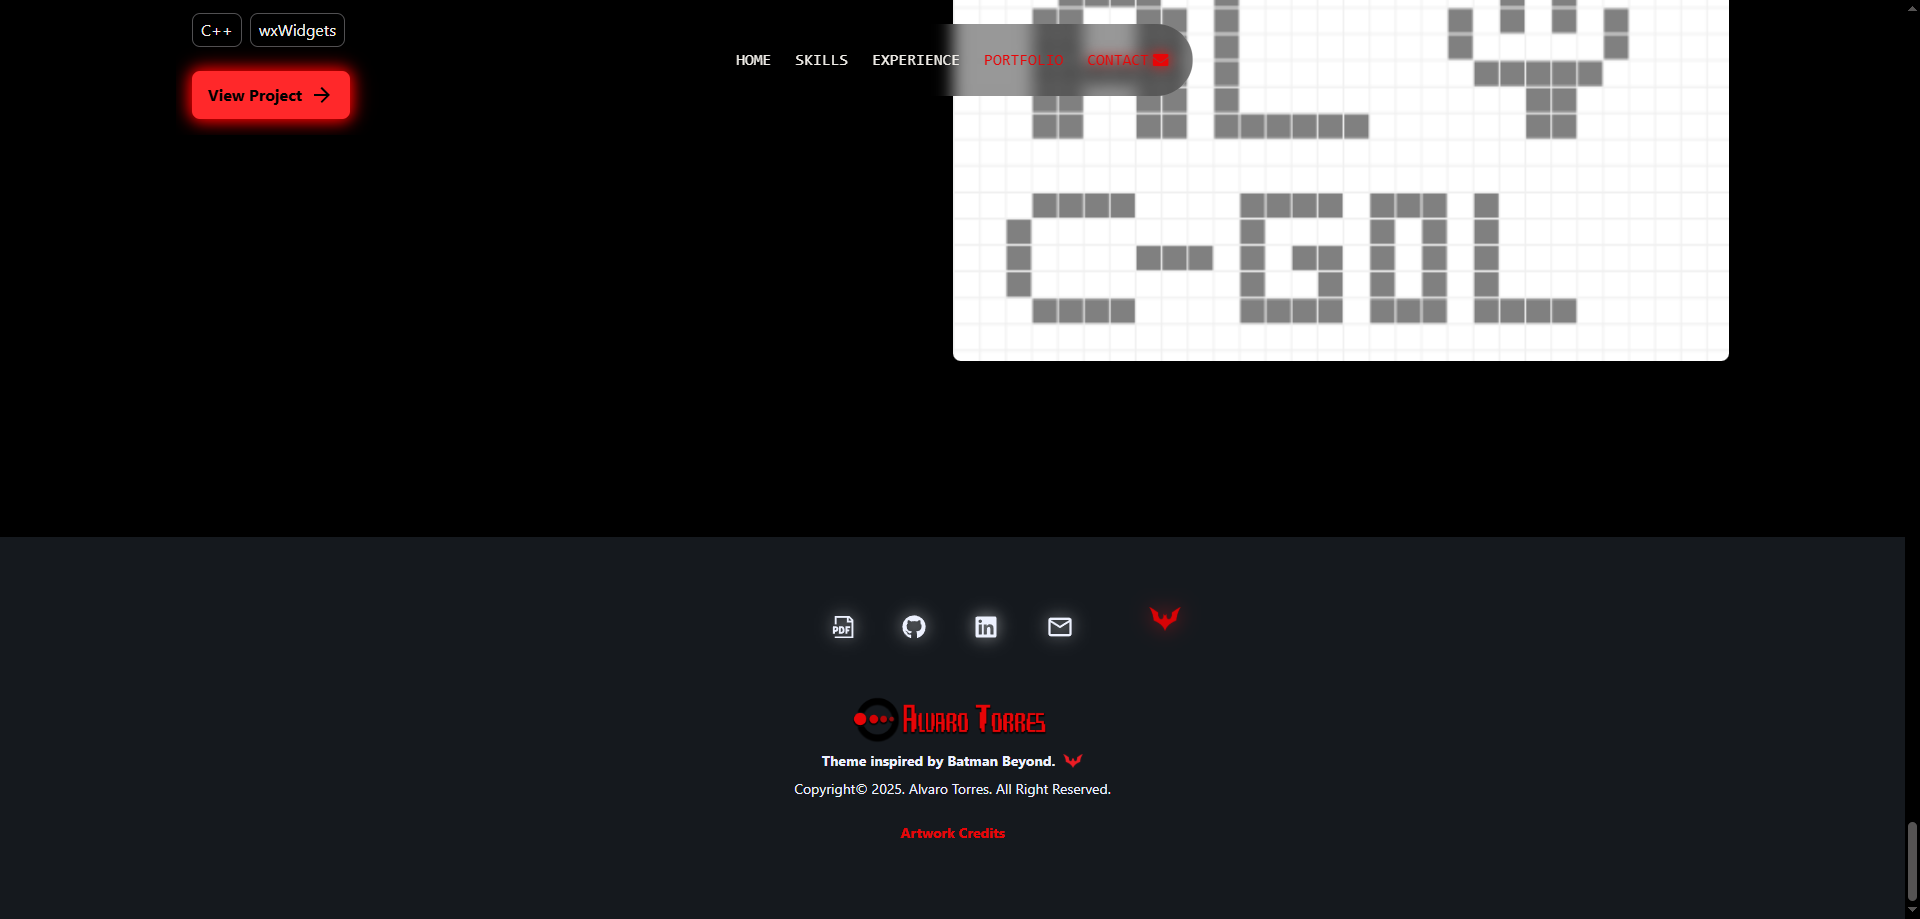 C++ wxWidgets
View Project
HOME SKILLS EXPERIENCE PORTFOLIO CONTACT
C-GOL
PDF
in
Alvaro Torres
Theme inspired by Batman Beyond.
Copyright© 2025. Alvaro Torres. All Right Reserved.
Artwork Credits